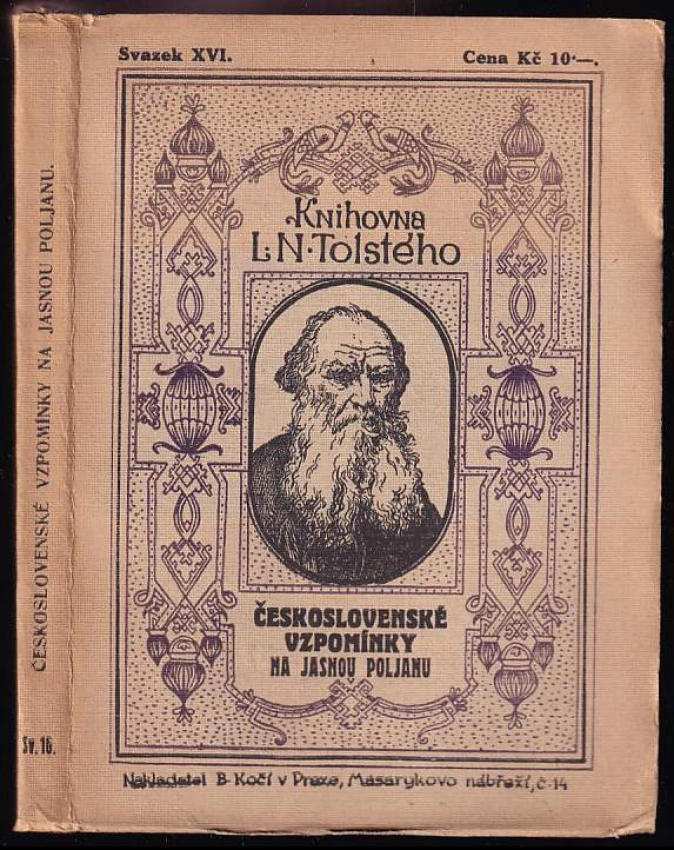 Svazek XVI.
Cena Kč 10·—.
Knihovna
L·N·Tolstého
ČESKOSLOVENSKÉ
VZPOMÍNKY
NA JASNOU POLJANU
Nakladatel B·Kočí v Praze, Masarykovo nábřeží, č·14
ČESKOSLOVENSKÉ VZPOMÍNKY NA JASNOU POLJANU.
Sv. 16.